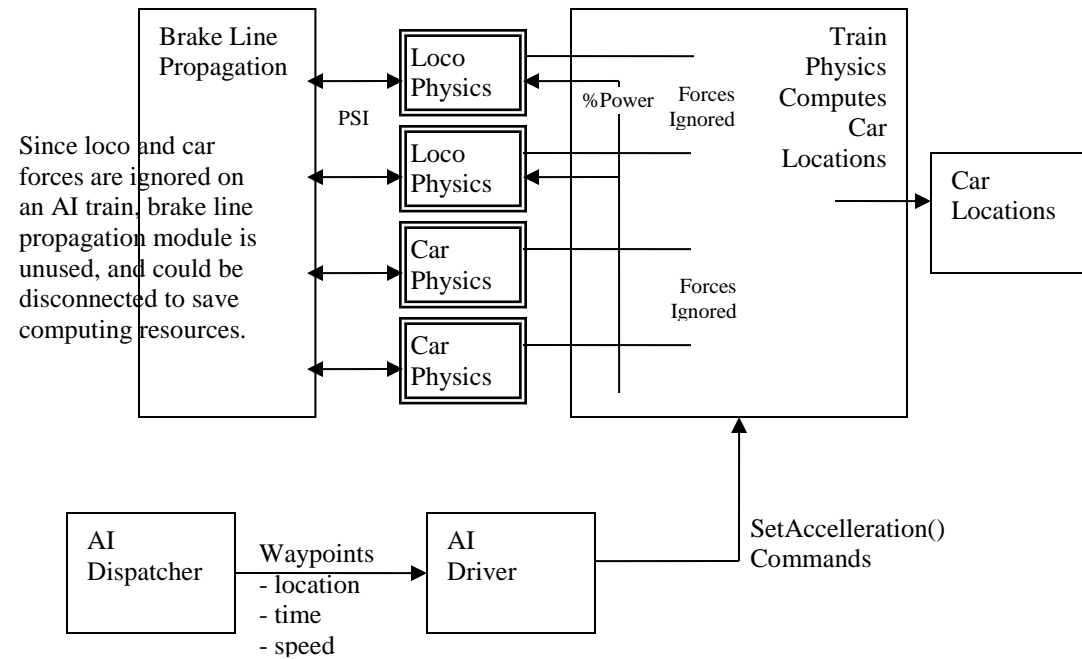 Brake Line
Propagation
Since loco and car
forces are ignored on
an AI train, brake line
propagation module is
unused, and could be
disconnected to save
computing resources.
PSI
Loco
Physics
Loco
Physics
Car
Physics
Car
Physics
%Power
Forces
Ignored
Forces
Ignored
Train
Physics
Computes
Car
Locations
Car
Locations
AI
Dispatcher
Waypoints
- location
- time
- speed
AI
Driver
SetAccelleration()
Commands